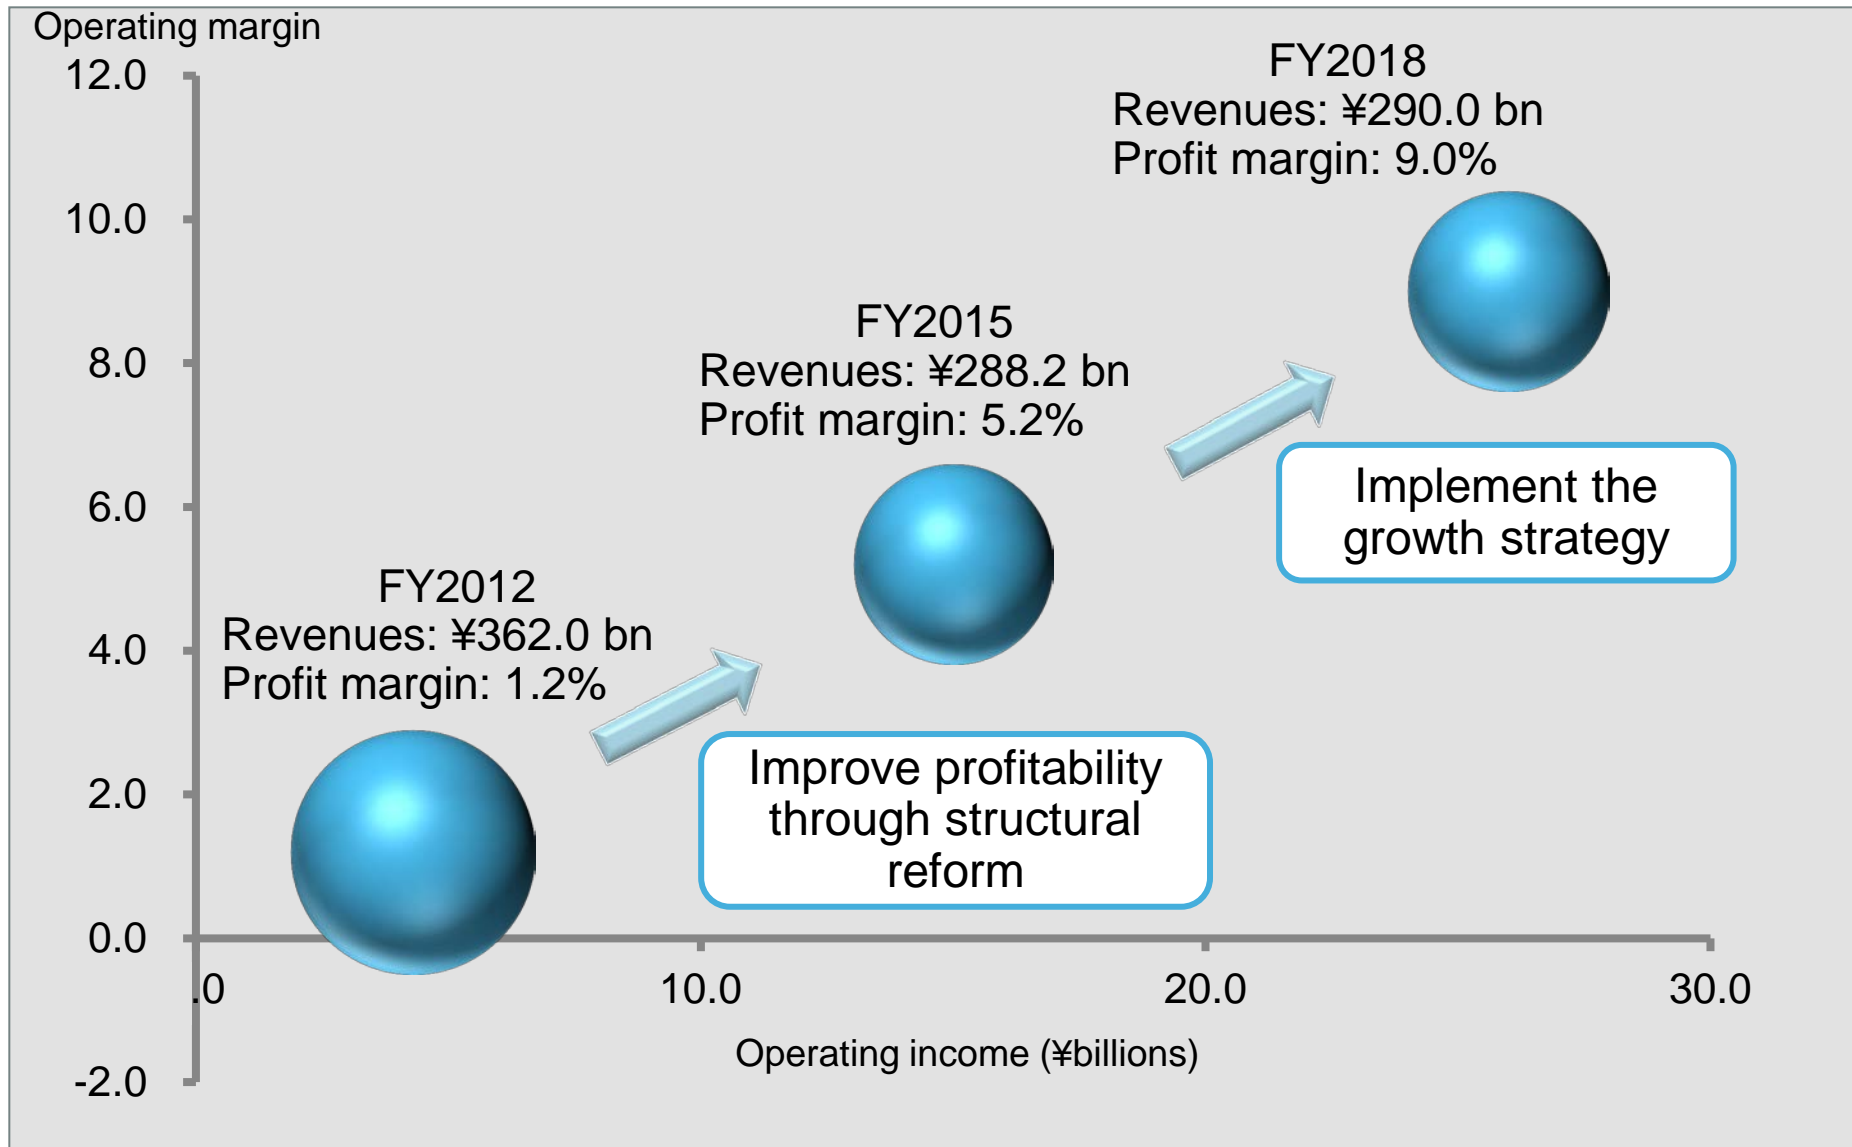 Operating margin
12.0
10.0
8.0
6.0
4.0
2.0
0.0
-2.0
FY2018
Revenues: ¥290.0 bn
Profit margin: 9.0%
FY2015
Revenues: ¥288.2 bn
Profit margin: 5.2%
Implement the
growth strategy
FY2012
Revenues: ¥362.0 bn
Profit margin: 1.2%
Improve profitability
through structural
reform
.0
10.0
20.0
30.0
Operating income (¥billions)